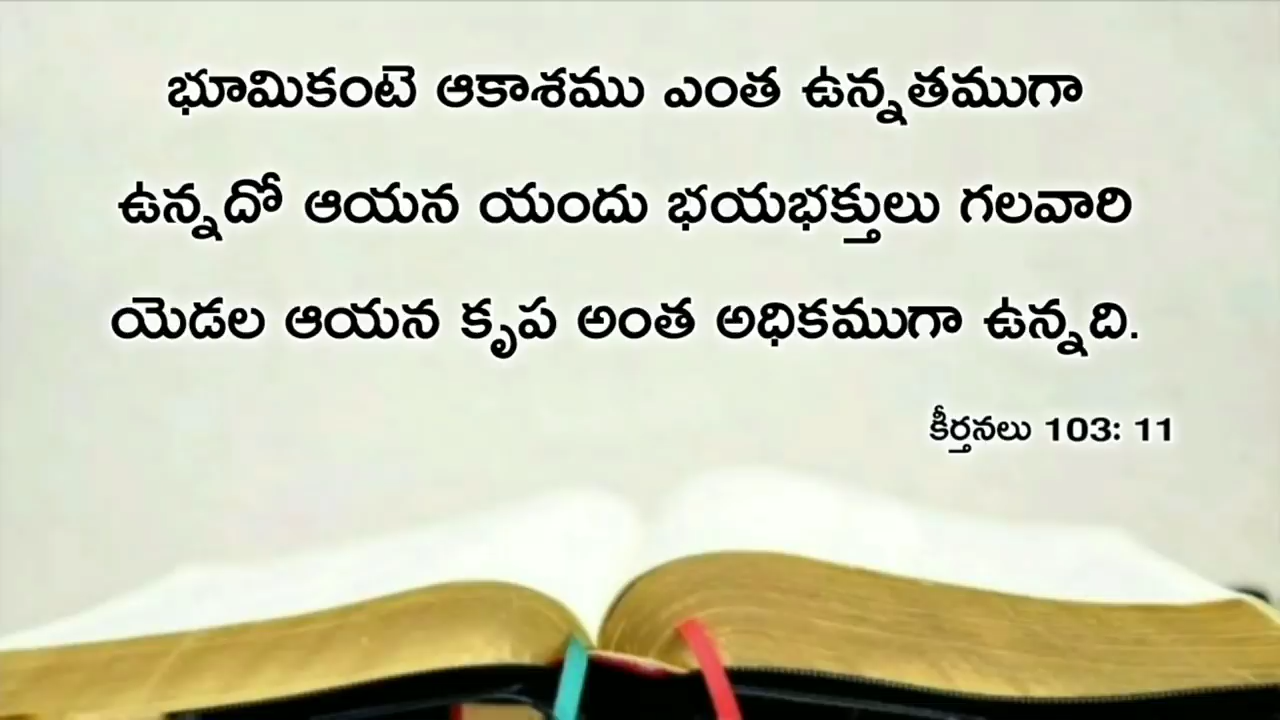 భూమికంటె ఆకాశము ఎంత ఉన్నతముగా
ఉన్నదో ఆయన యందు భయభక్తులు గలవారి
యెడల ఆయన కృప అంత అధికముగా ఉన్నది.
కీర్తనలు 103: 11